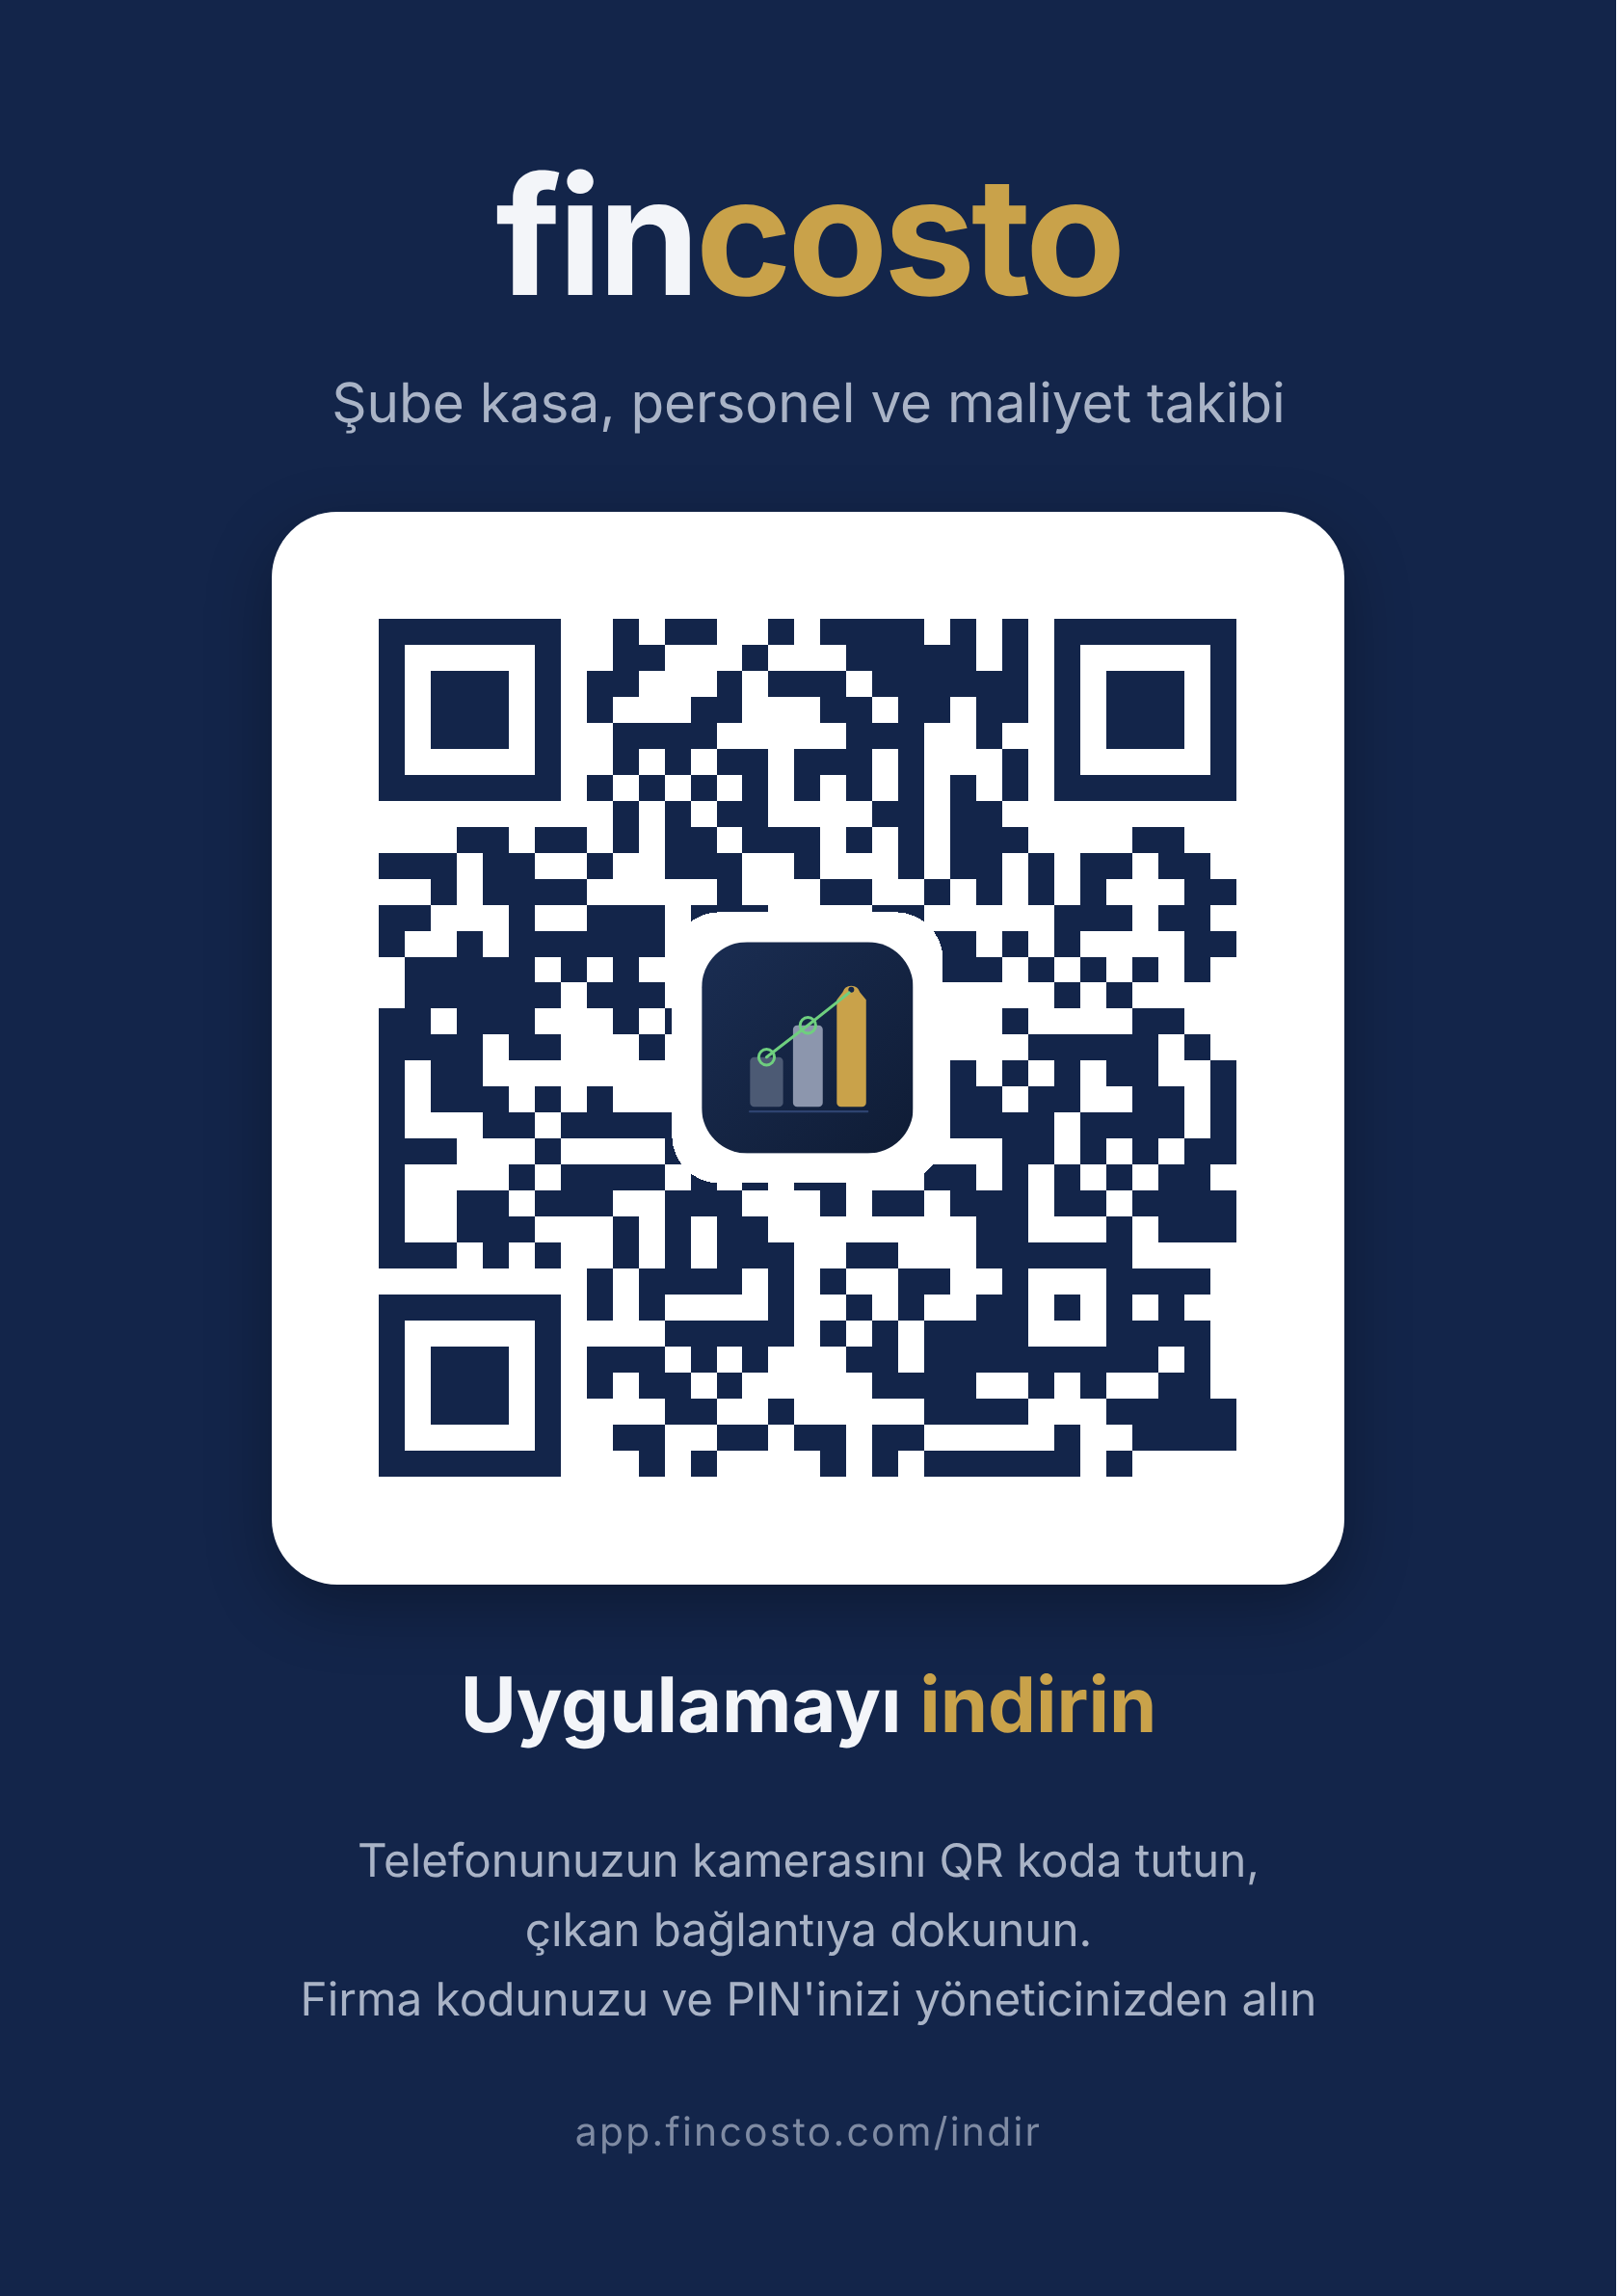 fincosto
Şube kasa, personel ve maliyet takibi
Uygulamayı indirin
Telefonunuzun kamerasını QR koda tutun,
çıkan bağlantıya dokunun.
Firma kodunuzu ve PIN'inizi yöneticinizden alın
app.fincosto.com/indir